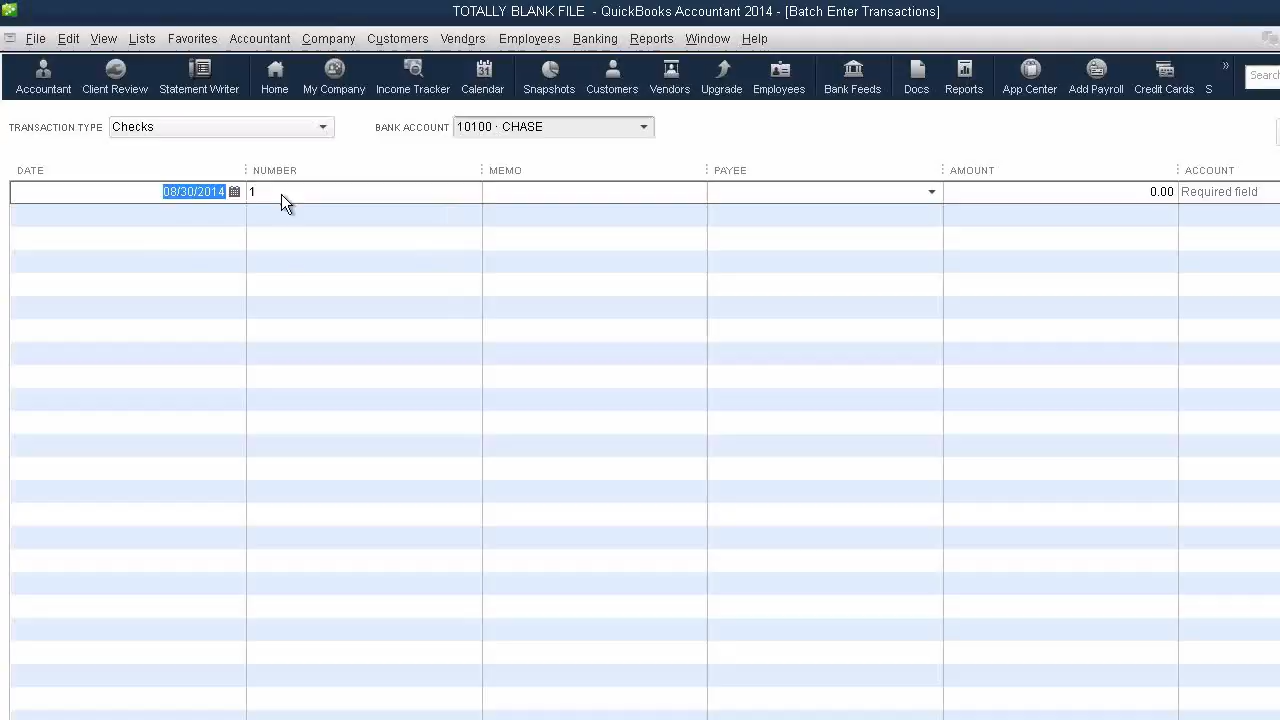 TOTALLY BLANK FILE - QuickBooks Accountant 2014 - [Batch Enter Transactions]
File Edit View Lists Favorites Accountant Company Customers Vendors Employees Banking Reports Window Help
Accountant Client Review Statement Writer Home My Company Income Tracker Calendar Snapshots Customers Vendors Upgrade Employees Bank Feeds Docs Reports App Center Add Payroll Credit Cards S » Search
TRANSACTION TYPE Checks BANK ACCOUNT 10100 · CHASE
DATE NUMBER MEMO PAYEE AMOUNT ACCOUNT
08/30/2014 1 0.00 Required field